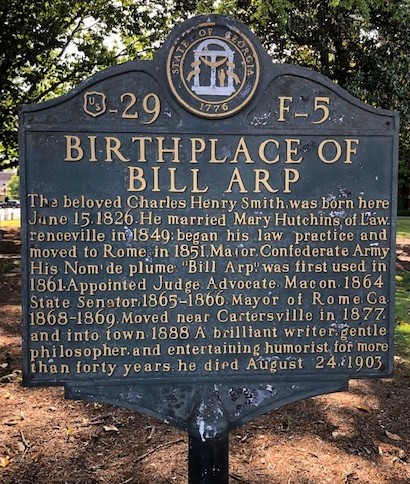 STATE OF GEORGIA
1776
US -29 F-5
BIRTHPLACE OF
BILL ARP
The beloved Charles Henry Smith, was born here
June 15, 1826. He married Mary Hutchins of Law-
renceville in 1849; began his law practice and
moved to Rome in 1851. Major, Confederate Army
His Nom' de plume, "Bill Arp", was first used in
1861. Appointed Judge Advocate, Macon, 1864
State Senator, 1865-1866. Mayor of Rome, Ga.
1868-1869. Moved near Cartersville in 1877,
and into town, 1888. A brilliant writer, gentle
philosopher, and entertaining humorist, for more
than forty years, he died August 24, 1903.